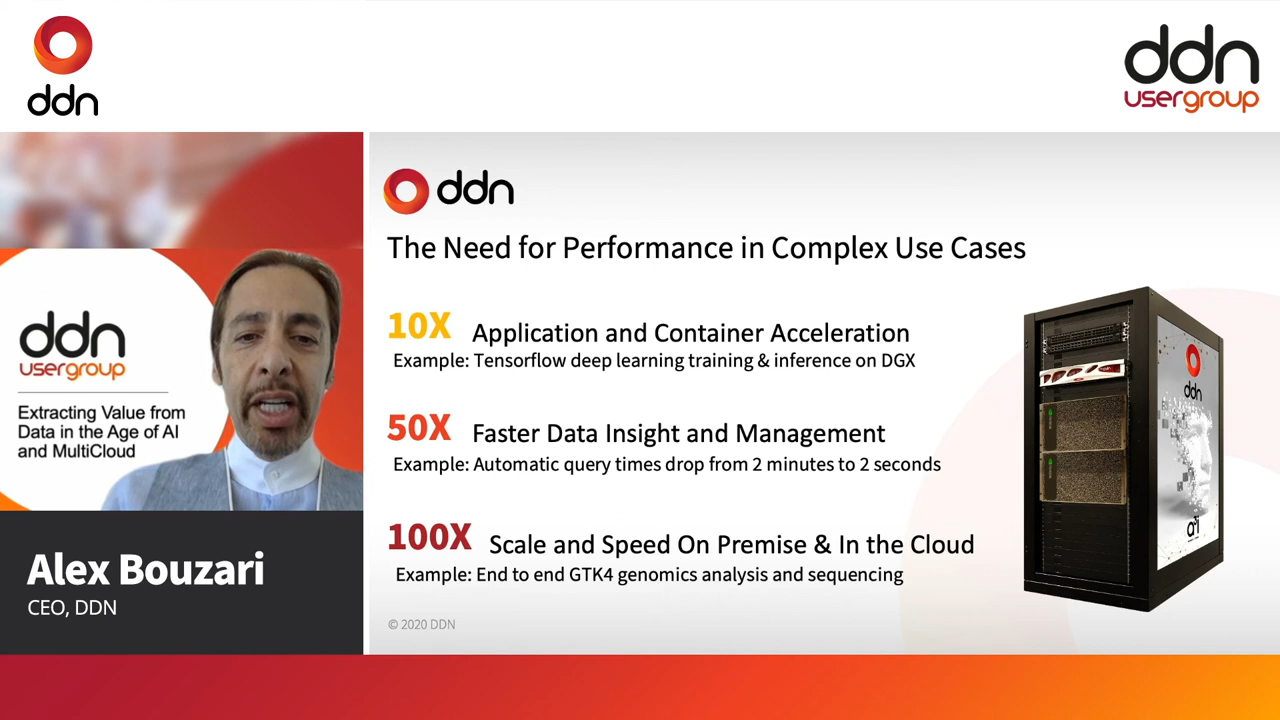 ddn
ddn
usergroup
ddn
The Need for Performance in Complex Use Cases
10X Application and Container Acceleration
Example: Tensorflow deep learning training & inference on DGX
50X Faster Data Insight and Management
Example: Automatic query times drop from 2 minutes to 2 seconds
100X Scale and Speed On Premise & In the Cloud
Example: End to end GTK4 genomics analysis and sequencing
© 2020 DDN
ddn
ddn
usergroup
Extracting Value from
Data in the Age of AI
and MultiCloud
Alex Bouzari
CEO, DDN